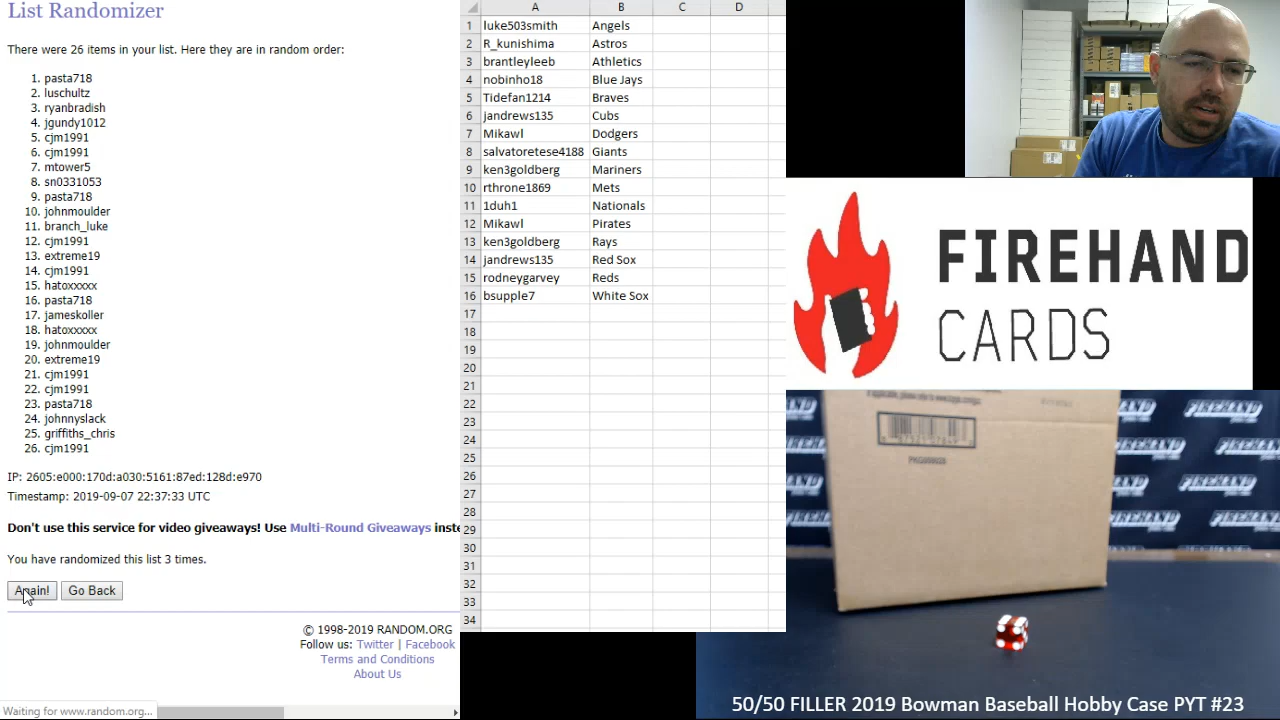 List Randomizer
There were 26 items in your list. Here they are in random order:
1. pasta718
2. luschultz
3. ryanbradish
4. jgundy1012
5. cjm1991
6. cjm1991
7. mtower5
8. sn0331053
9. pasta718
10. johnmoulder
11. branch_luke
12. cjm1991
13. extreme19
14. cjm1991
15. hatoxxxxx
16. pasta718
17. jameskoller
18. hatoxxxxx
19. johnmoulder
20. extreme19
21. cjm1991
22. cjm1991
23. pasta718
24. johnnyslack
25. griffiths_chris
26. cjm1991
IP: 2605:e000:170d:a030:5161:87ed:128d:e970
Timestamp: 2019-09-07 22:37:33 UTC
Don't use this service for video giveaways! Use Multi-Round Giveaways inste
You have randomized this list 3 times.
Again! Go Back
© 1998-2019 RANDOM.ORG
Follow us: Twitter | Facebook
Terms and Conditions
About Us
Waiting for www.random.org...
A B C D
1 luke503smith Angels
2 R_kunishima Astros
3 brantleyleeb Athletics
4 nobinho18 Blue Jays
5 Tidefan1214 Braves
6 jandrews135 Cubs
7 Mikawl Dodgers
8 salvatoretese4188 Giants
9 ken3goldberg Mariners
10 rthrone1869 Mets
11 1duh1 Nationals
12 Mikawl Pirates
13 ken3goldberg Rays
14 jandrews135 Red Sox
15 rodneygarvey Reds
16 bsupple7 White Sox
17
18
19
20
21
22
23
24
25
26
27
28
29
30
31
32
33
34
FIREHAND
CARDS
FIREHAND
FIREHAND
FIREHAND
FIREHAND
50/50 FILLER 2019 Bowman Baseball Hobby Case PYT #23